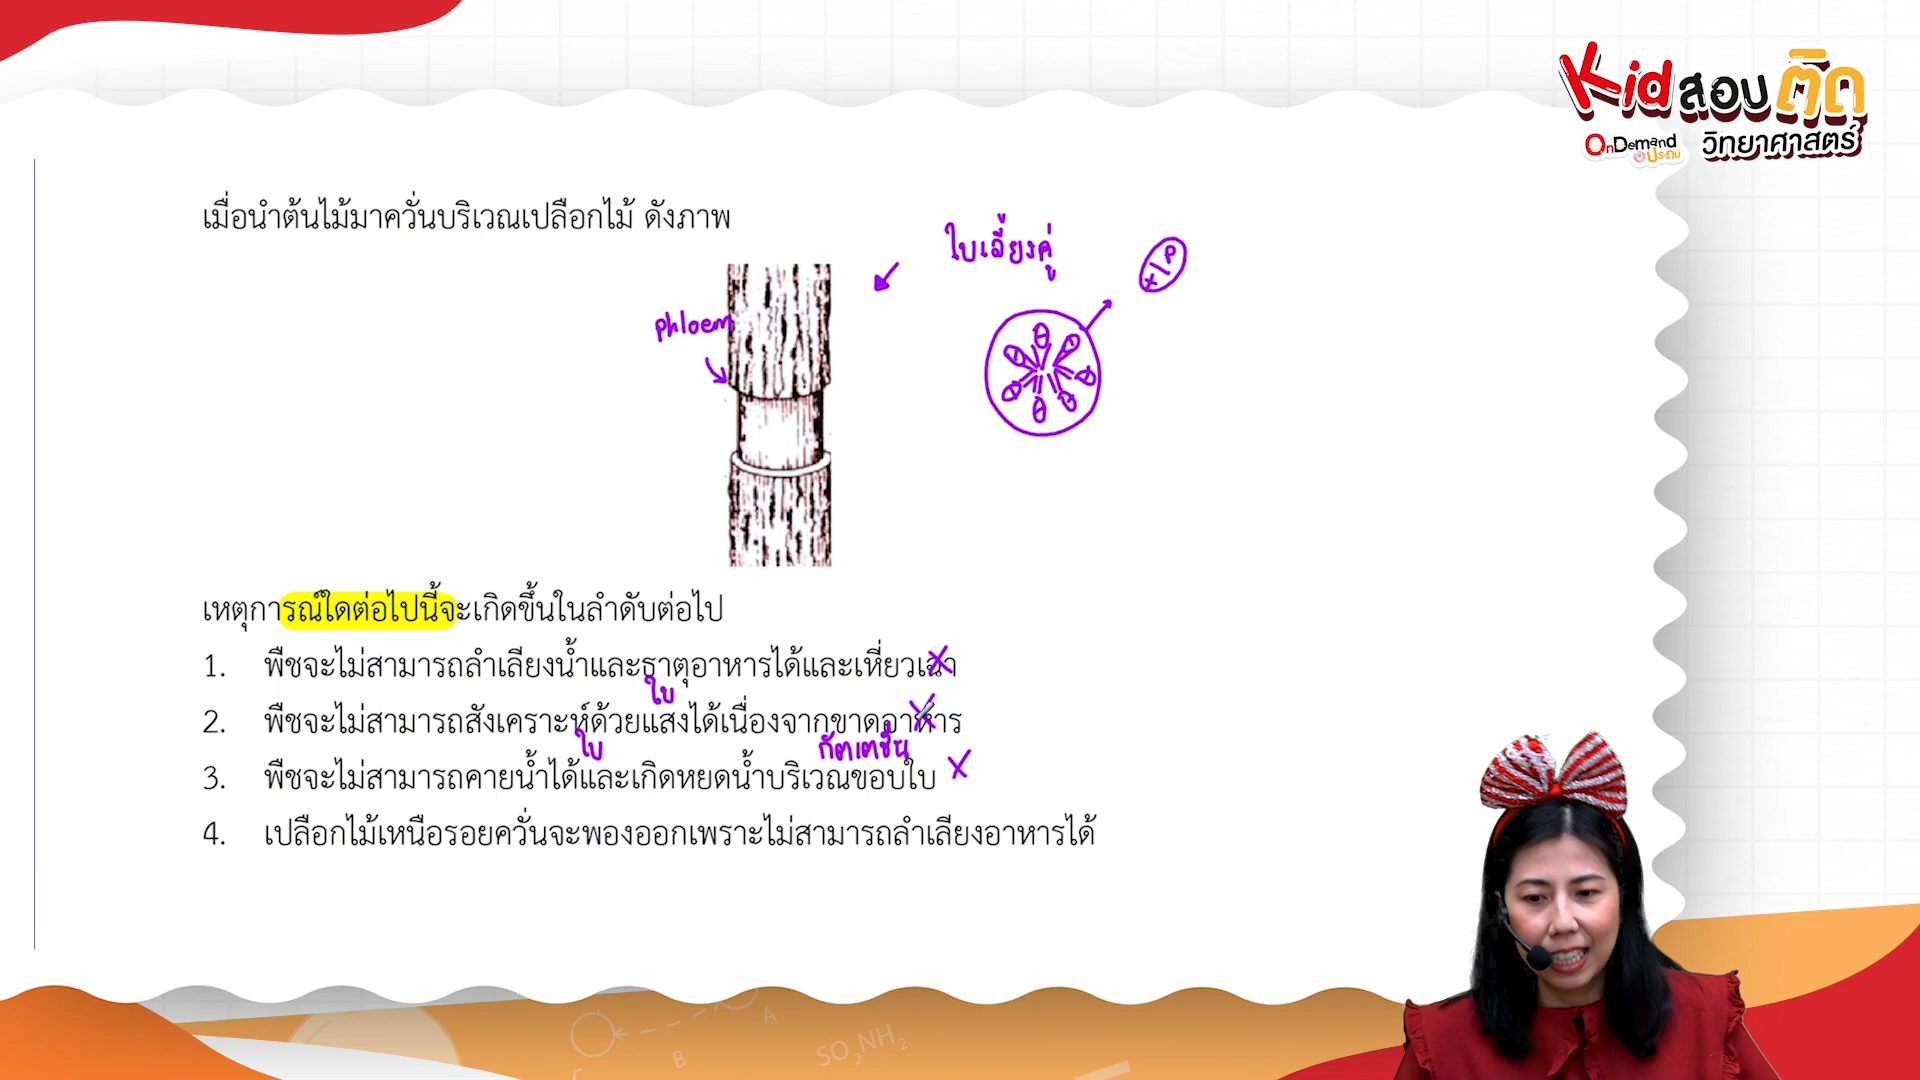 Kidสอบติด
OnDemand ประถม วิทยาศาสตร์
เมื่อนำต้นไม้มาควั่นบริเวณเปลือกไม้ ดังภาพ
ใบเลี้ยงคู่
P
X
phloem
เหตุการณ์ใดต่อไปนี้จะเกิดขึ้นในลำดับต่อไป
1. พืชจะไม่สามารถลำเลียงน้ำและธาตุอาหารได้และเหี่ยวเฉา
ใบ
2. พืชจะไม่สามารถสังเคราะห์ด้วยแสงได้เนื่องจากขาดอาหาร
ใบ กัตเตชัน
3. พืชจะไม่สามารถคายน้ำได้และเกิดหยดน้ำบริเวณขอบใบ
4. เปลือกไม้เหนือรอยควั่นจะพองออกเพราะไม่สามารถลำเลียงอาหารได้
A
B
C
SO₂NH₂